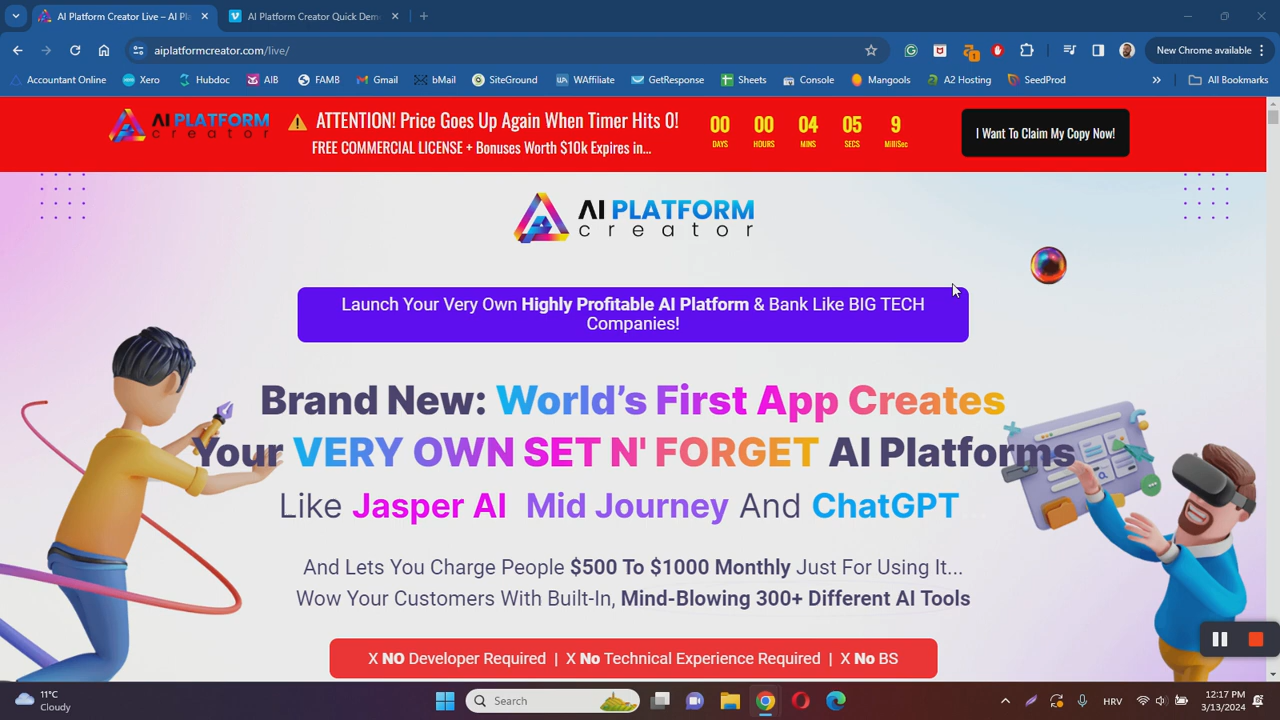 AI Platform Creator Live – AI Pla
AI Platform Creator Quick Dem
aiplatformcreator.com/live/
New Chrome available
Accountant Online
Xero
Hubdoc
AIB
FAMB
Gmail
bMail
SiteGround
WAffiliate
GetResponse
Sheets
Console
Mangools
A2 Hosting
SeedProd
»
All Bookmarks
AI PLATFORM
creator
ATTENTION! Price Goes Up Again When Timer Hits 0!
FREE COMMERCIAL LICENSE + Bonuses Worth $10k Expires in...
00 00 04 05 9
DAYS HOURS MINS SECS MilliSec
I Want To Claim My Copy Now!
AI PLATFORM
creator
Launch Your Very Own Highly Profitable AI Platform & Bank Like BIG TECH
Companies!
Brand New: World's First App Creates
Your VERY OWN SET N' FORGET AI Platforms
Like Jasper AI Mid Journey And ChatGPT
And Lets You Charge People $500 To $1000 Monthly Just For Using It...
Wow Your Customers With Built-In, Mind-Blowing 300+ Different AI Tools
X NO Developer Required | X No Technical Experience Required | X No BS
11°C
Cloudy
Search
HRV
12:17 PM
3/13/2024